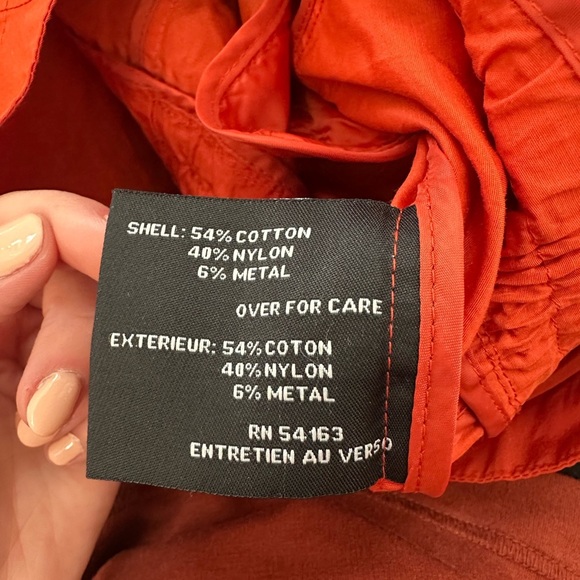 SHELL: 54% COTTON
40% NYLON
6% METAL
OVER FOR CARE
EXTERIEUR: 54% COTON
40% NYLON
6% METAL
RN 54163
ENTRETIEN AU VERSO